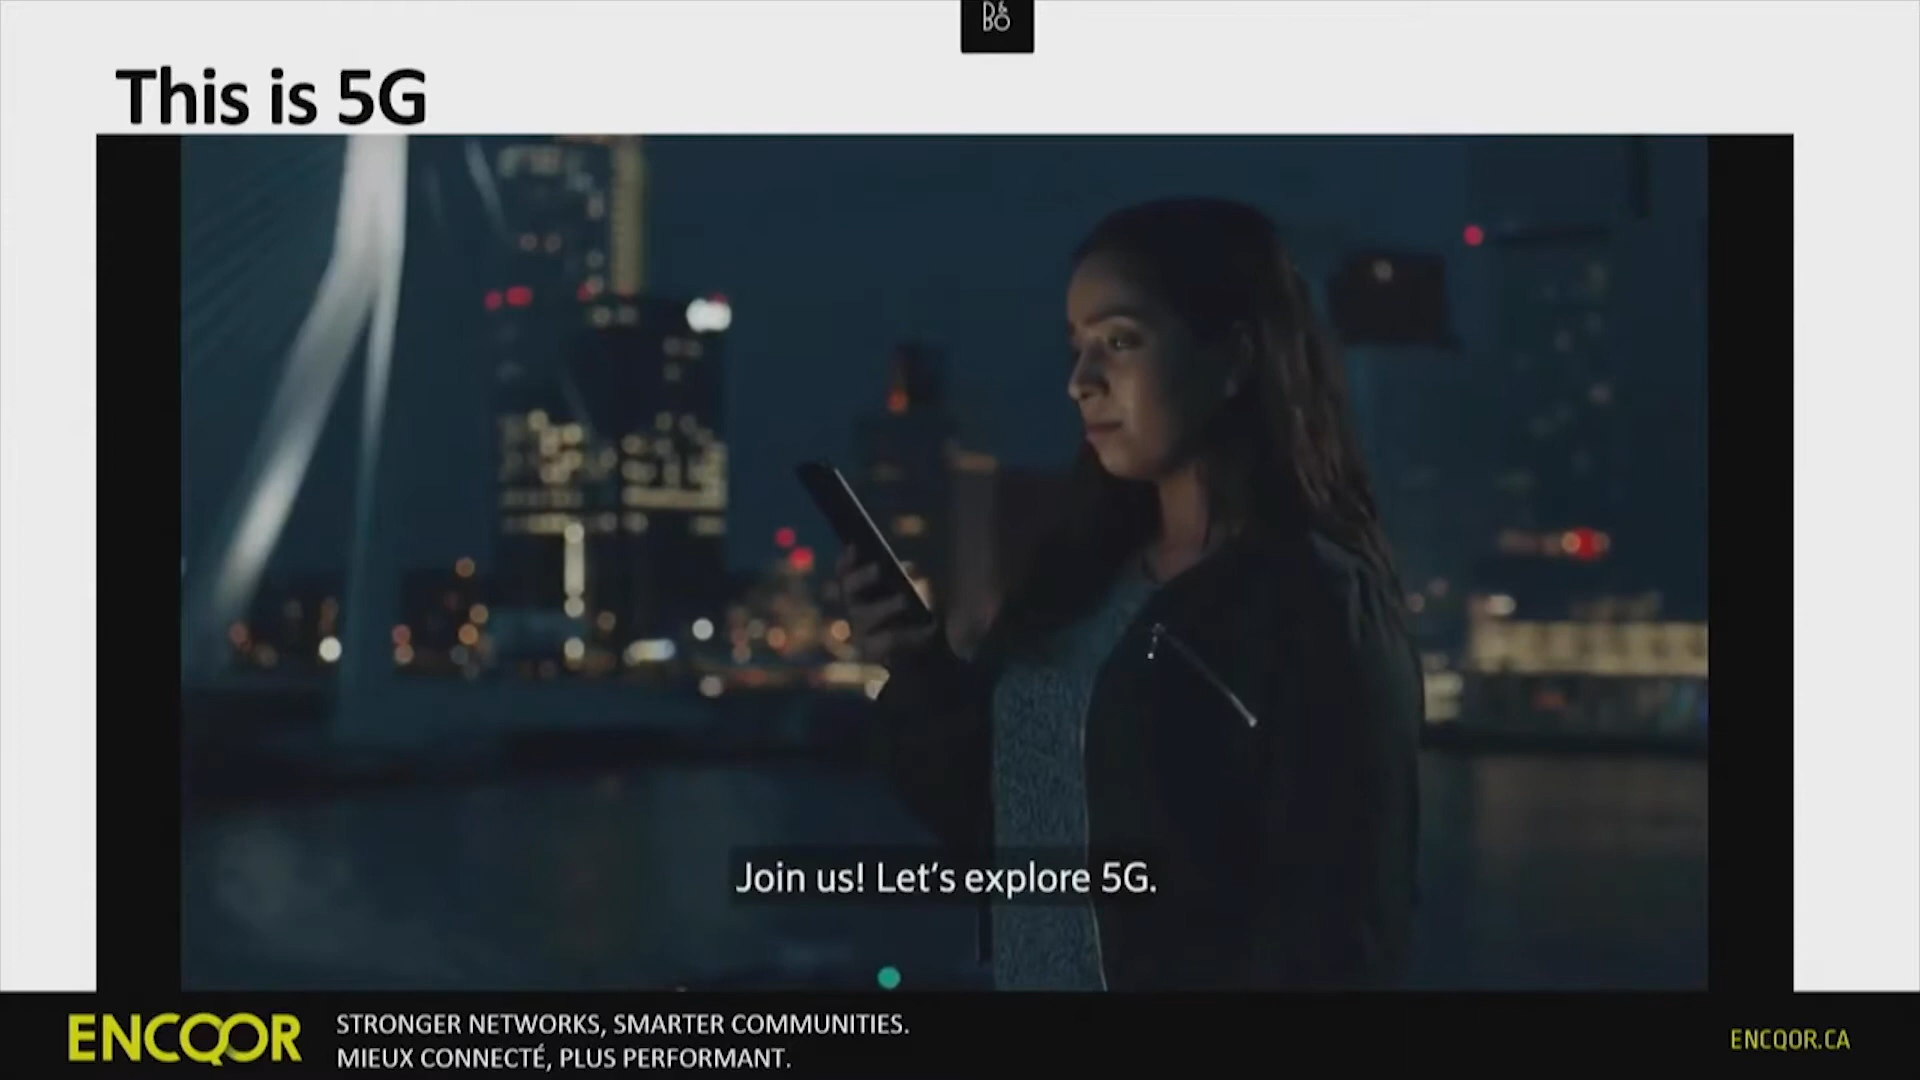 B&O
This is 5G
Join us! Let's explore 5G.
ENCQOR
STRONGER NETWORKS, SMARTER COMMUNITIES.
MIEUX CONNECTÉ, PLUS PERFORMANT.
ENCQOR.CA